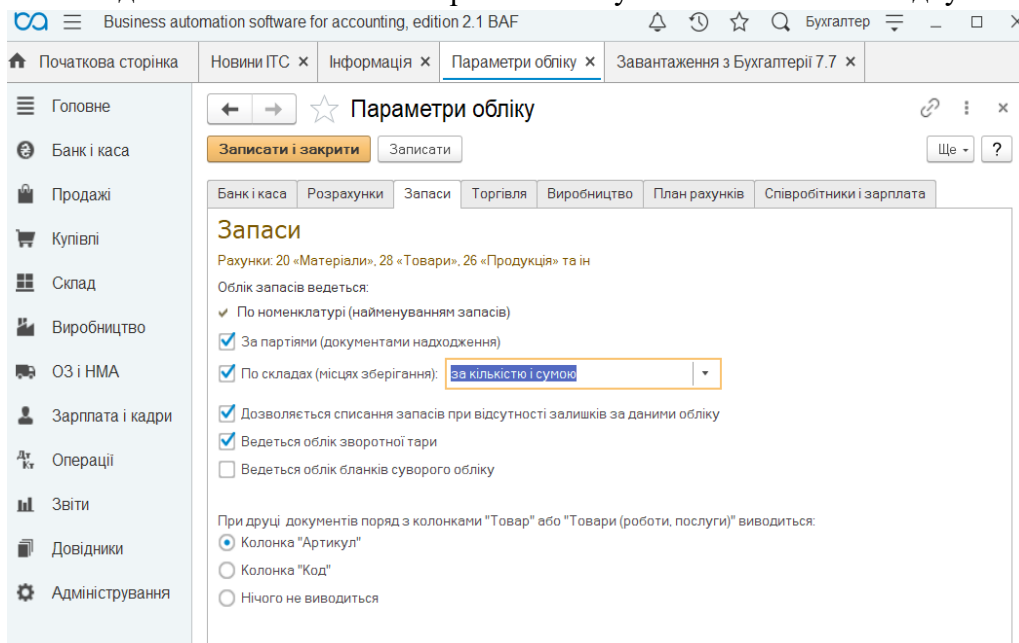 Business automation software for accounting, edition 2.1 BAF
Бухгалтер
Початкова сторінка
Новини ІТС ×
Інформація ×
Параметри обліку ×
Завантаження з Бухгалтерії 7.7 ×
Головне
Банк і каса
Продажі
Купівлі
Склад
Виробництво
ОЗ і НМА
Зарплата і кадри
Дт Кт Операції
Звіти
Довідники
Адміністрування
Параметри обліку
Записати і закрити
Записати
Ще
?
Банк і каса
Розрахунки
Запаси
Торгівля
Виробництво
План рахунків
Співробітники і зарплата
Запаси
Рахунки: 20 «Матеріали», 28 «Товари», 26 «Продукція» та ін
Облік запасів ведеться:
По номенклатурі (найменуванням запасів)
За партіями (документами надходження)
По складах (місцях зберігання): за кількістю і сумою
Дозволяється списання запасів при відсутності залишків за даними обліку
Ведеться облік зворотної тари
Ведеться облік бланків суворого обліку
При друці документів поряд з колонками "Товар" або "Товари (роботи, послуги)" виводиться:
Колонка "Артикул"
Колонка "Код"
Нічого не виводиться